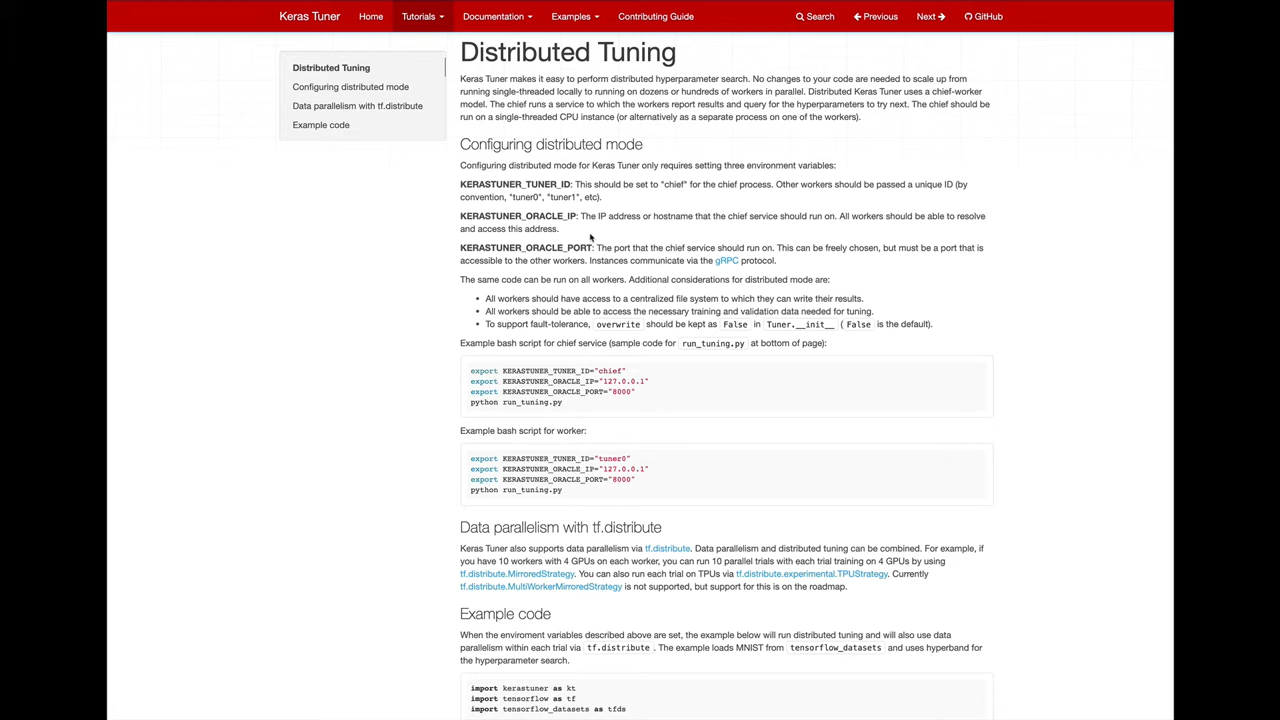 Keras Tuner Home Tutorials Documentation Examples Contributing Guide Search Previous Next GitHub
Distributed Tuning
Configuring distributed mode
Data parallelism with tf.distribute
Example code
Distributed Tuning
Keras Tuner makes it easy to perform distributed hyperparameter search. No changes to your code are needed to scale up from
running single-threaded locally to running on dozens or hundreds of workers in parallel. Distributed Keras Tuner uses a chief-worker
model. The chief runs a service to which the workers report results and query for the hyperparameters to try next. The chief should be
run on a single-threaded CPU instance (or alternatively as a separate process on one of the workers).
Configuring distributed mode
Configuring distributed mode for Keras Tuner only requires setting three environment variables:
KERASTUNER_TUNER_ID: This should be set to "chief" for the chief process. Other workers should be passed a unique ID (by
convention, "tuner0", "tuner1", etc).
KERASTUNER_ORACLE_IP: The IP address or hostname that the chief service should run on. All workers should be able to resolve
and access this address.
KERASTUNER_ORACLE_PORT: The port that the chief service should run on. This can be freely chosen, but must be a port that is
accessible to the other workers. Instances communicate via the gRPC protocol.
The same code can be run on all workers. Additional considerations for distributed mode are:
• All workers should have access to a centralized file system to which they can write their results.
• All workers should be able to access the necessary training and validation data needed for tuning.
• To support fault-tolerance, overwrite should be kept as False in Tuner.__init__ ( False is the default).
Example bash script for chief service (sample code for run_tuning.py at bottom of page):
export KERASTUNER_TUNER_ID="chief"
export KERASTUNER_ORACLE_IP="127.0.0.1"
export KERASTUNER_ORACLE_PORT="8000"
python run_tuning.py
Example bash script for worker:
export KERASTUNER_TUNER_ID="tuner0"
export KERASTUNER_ORACLE_IP="127.0.0.1"
export KERASTUNER_ORACLE_PORT="8000"
python run_tuning.py
Data parallelism with tf.distribute
Keras Tuner also supports data parallelism via tf.distribute. Data parallelism and distributed tuning can be combined. For example, if
you have 10 workers with 4 GPUs on each worker, you can run 10 parallel trials with each trial training on 4 GPUs by using
tf.distribute.MirroredStrategy. You can also run each trial on TPUs via tf.distribute.experimental.TPUStrategy. Currently
tf.distribute.MultiWorkerMirroredStrategy is not supported, but support for this is on the roadmap.
Example code
When the enviroment variables described above are set, the example below will run distributed tuning and will also use data
parallelism within each trial via tf.distribute . The example loads MNIST from tensorflow_datasets and uses hyperband for
the hyperparameter search.
import kerastuner as kt
import tensorflow as tf
import tensorflow_datasets as tfds